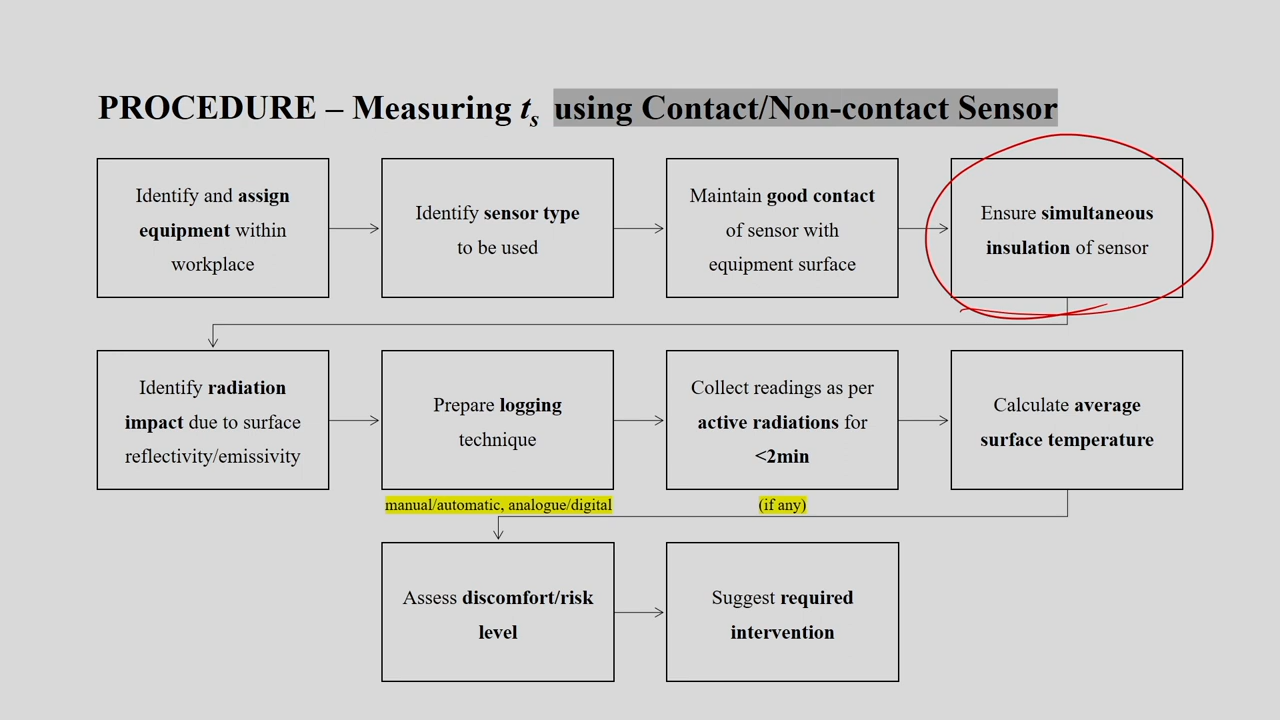 PROCEDURE – Measuring ts using Contact/Non-contact Sensor
Identify and assign
equipment within
workplace
Identify sensor type
to be used
Maintain good contact
of sensor with
equipment surface
Ensure simultaneous
insulation of sensor
Identify radiation
impact due to surface
reflectivity/emissivity
Prepare logging
technique
manual/automatic, analogue/digital
Collect readings as per
active radiations for
<2min
(if any)
Calculate average
surface temperature
Assess discomfort/risk
level
Suggest required
intervention